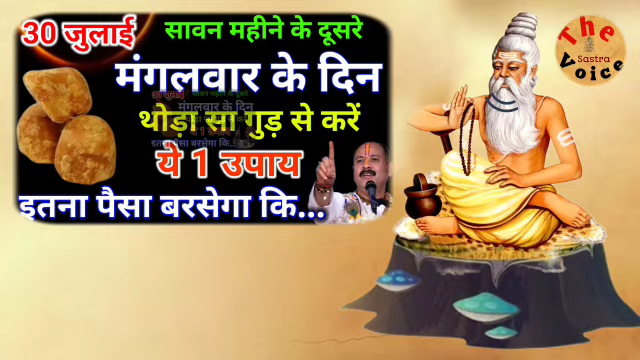 30 जुलाई
सावन महीने के दूसरे
मंगलवार के दिन
थोड़ा सा गुड़ से करें
ये 1 उपाय
इतना पैसा बरसेगा कि...
The
Sastra
Voice